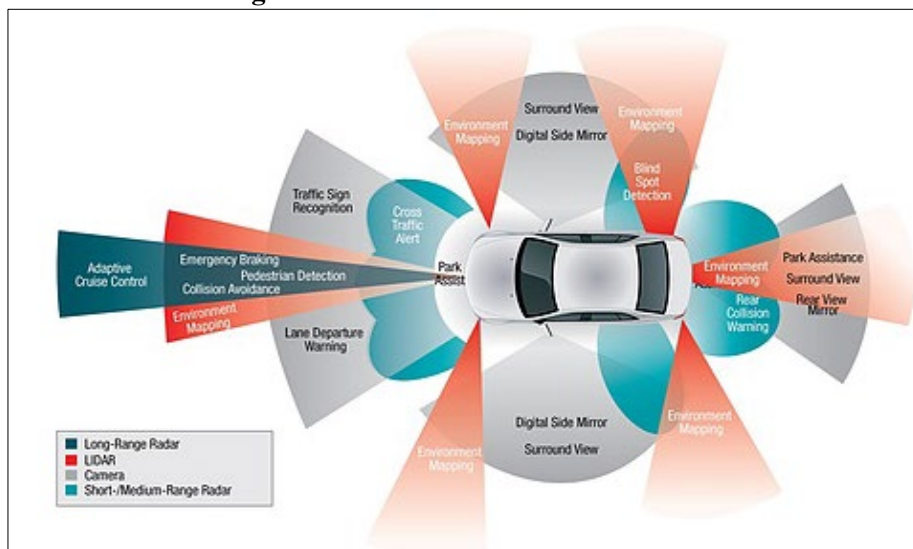 Surround View
Digital Side Mirror
Environment
Mapping
Environment Mapping
Blind
Spot
Detection
Traffic Sign
Recognition
Cross
Traffic
Alert
Adaptive
Cruise Control
Emergency Braking
Pedestrian Detection
Collision Avoidance
Environment
Mapping
Park
Assist
Lane Departure
Warning
Environment
Mapping
Rear
Collision
Warning
Park Assistance
Surround View
Rear View
Mirror
Digital Side Mirror
Surround View
Environment
Mapping
Environment
Mapping
Long-Range Radar
LIDAR
Camera
Short-/Medium-Range Radar